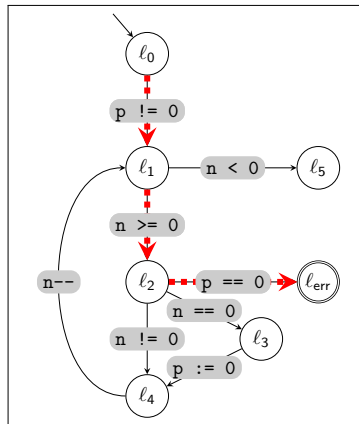 ℓ0
p != 0
ℓ1
n < 0
ℓ5
n >= 0
n--
ℓ2
p == 0
ℓerr
n == 0
n != 0
ℓ3
p := 0
ℓ4